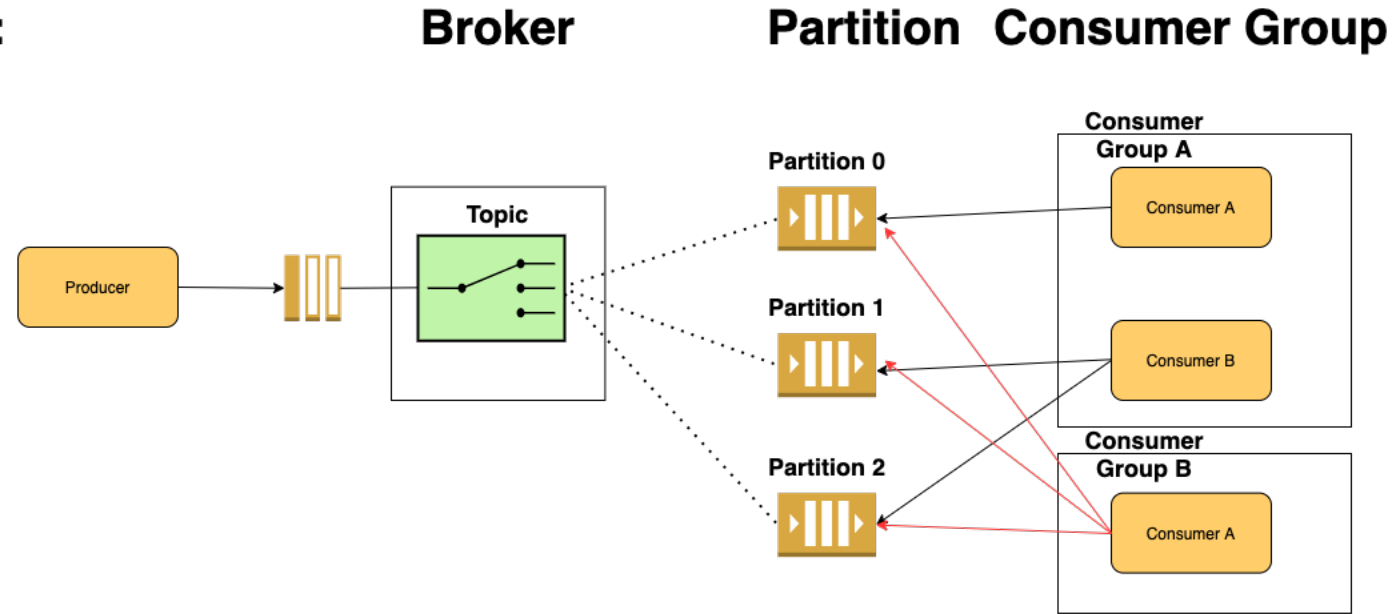 :
Broker
Partition
Consumer Group
Consumer
Group A
Partition 0
Consumer A
Topic
Producer
Partition 1
Consumer B
Consumer
Group B
Partition 2
Consumer A